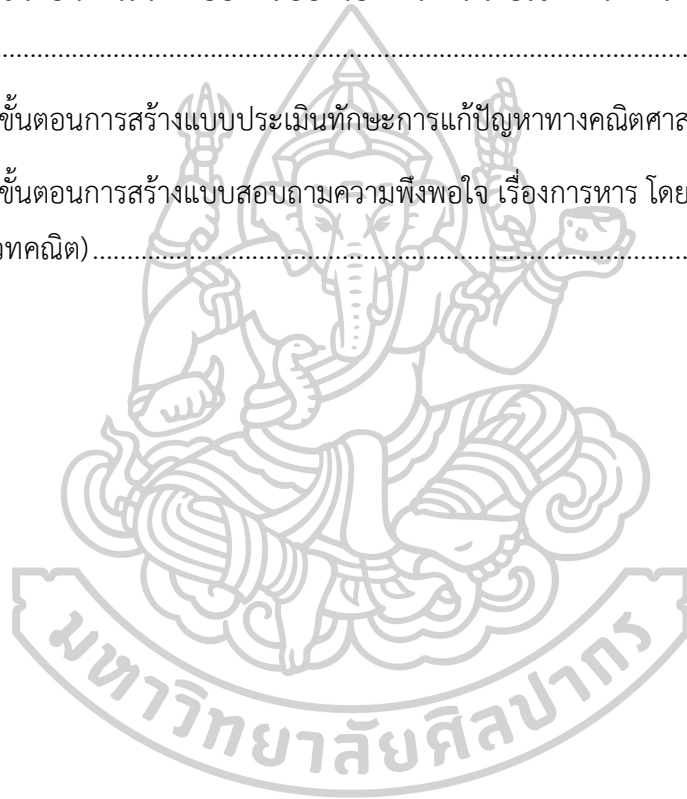 ..........
ขั้นตอนการสร้างแบบประเมินทักษะการแก้ปัญหาทางคณิตศาส
ขั้นตอนการสร้างแบบสอบถามความพึงพอใจ เรื่องการหาร โดย
วทคณิต)..........
มหาวิทยาลัยศิลปากร